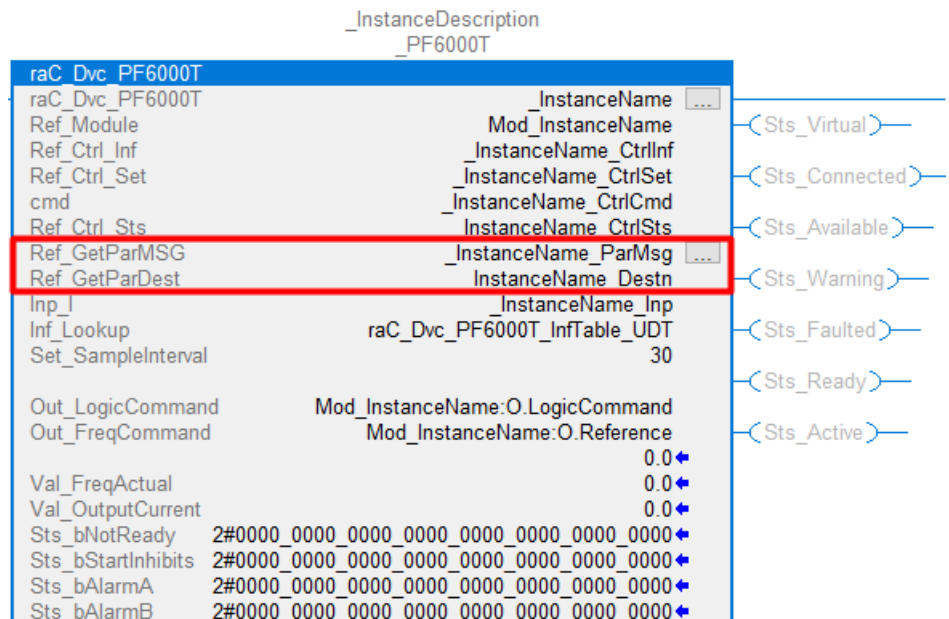 _InstanceDescription
_PF6000T
raC_Dvc_PF6000T
raC_Dvc_PF6000T _InstanceName ...
Ref_Module Mod_InstanceName
Sts_Virtual
Ref_Ctrl_Inf _InstanceName_CtrlInf
Ref_Ctrl_Set _InstanceName_CtrlSet
Sts_Connected
cmd _InstanceName_CtrlCmd
Ref_Ctrl_Sts _InstanceName_CtrlSts
Sts_Available
Ref_GetParMSG _InstanceName_ParMsg ...
Ref_GetParDest _InstanceName_Destn
Sts_Warning
Inp_I _InstanceName_Inp
Inf_Lookup raC_Dvc_PF6000T_InfTable_UDT
Sts_Faulted
Set_SampleInterval 30
Sts_Ready
Out_LogicCommand Mod_InstanceName:O.LogicCommand
Out_FreqCommand Mod_InstanceName:O.Reference
Sts_Active
0.0
Val_FreqActual 0.0
Val_OutputCurrent 0.0
Sts_bNotReady 2#0000_0000_0000_0000_0000_0000_0000_0000
Sts_bStartInhibits 2#0000_0000_0000_0000_0000_0000_0000_0000
Sts_bAlarmA 2#0000_0000_0000_0000_0000_0000_0000_0000
Sts_bAlarmB 2#0000_0000_0000_0000_0000_0000_0000_0000